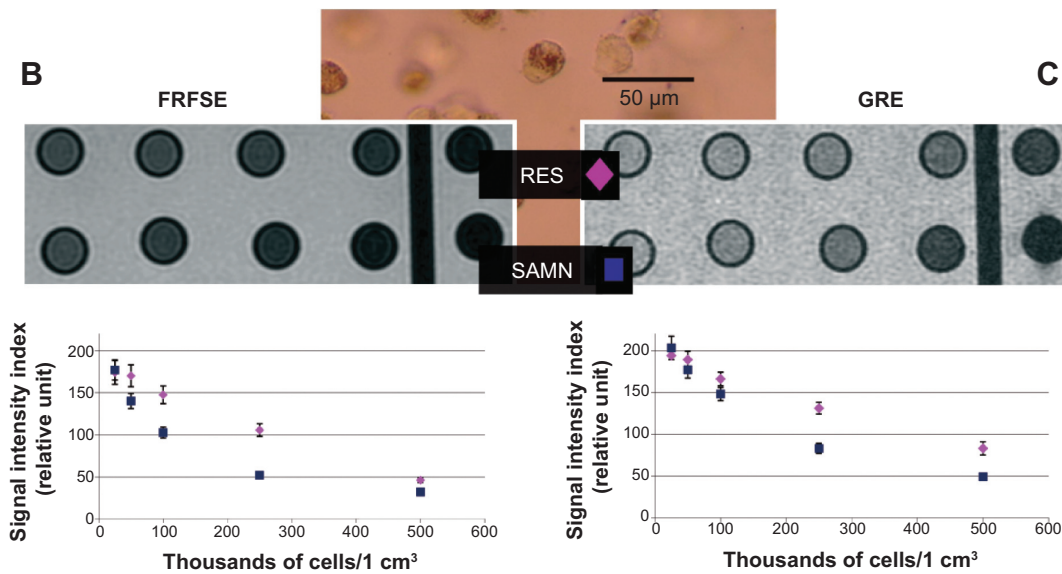 B
C
FRFSE
50 µm
GRE
RES
SAMN
Signal intensity index
(relative unit)
200
150
100
50
0
0 100 200 300 400 500 600
Thousands of cells/1 cm³
Signal intensity index
(relative unit)
200
150
100
50
0
0 100 200 300 400 500 600
Thousands of cells/1 cm³